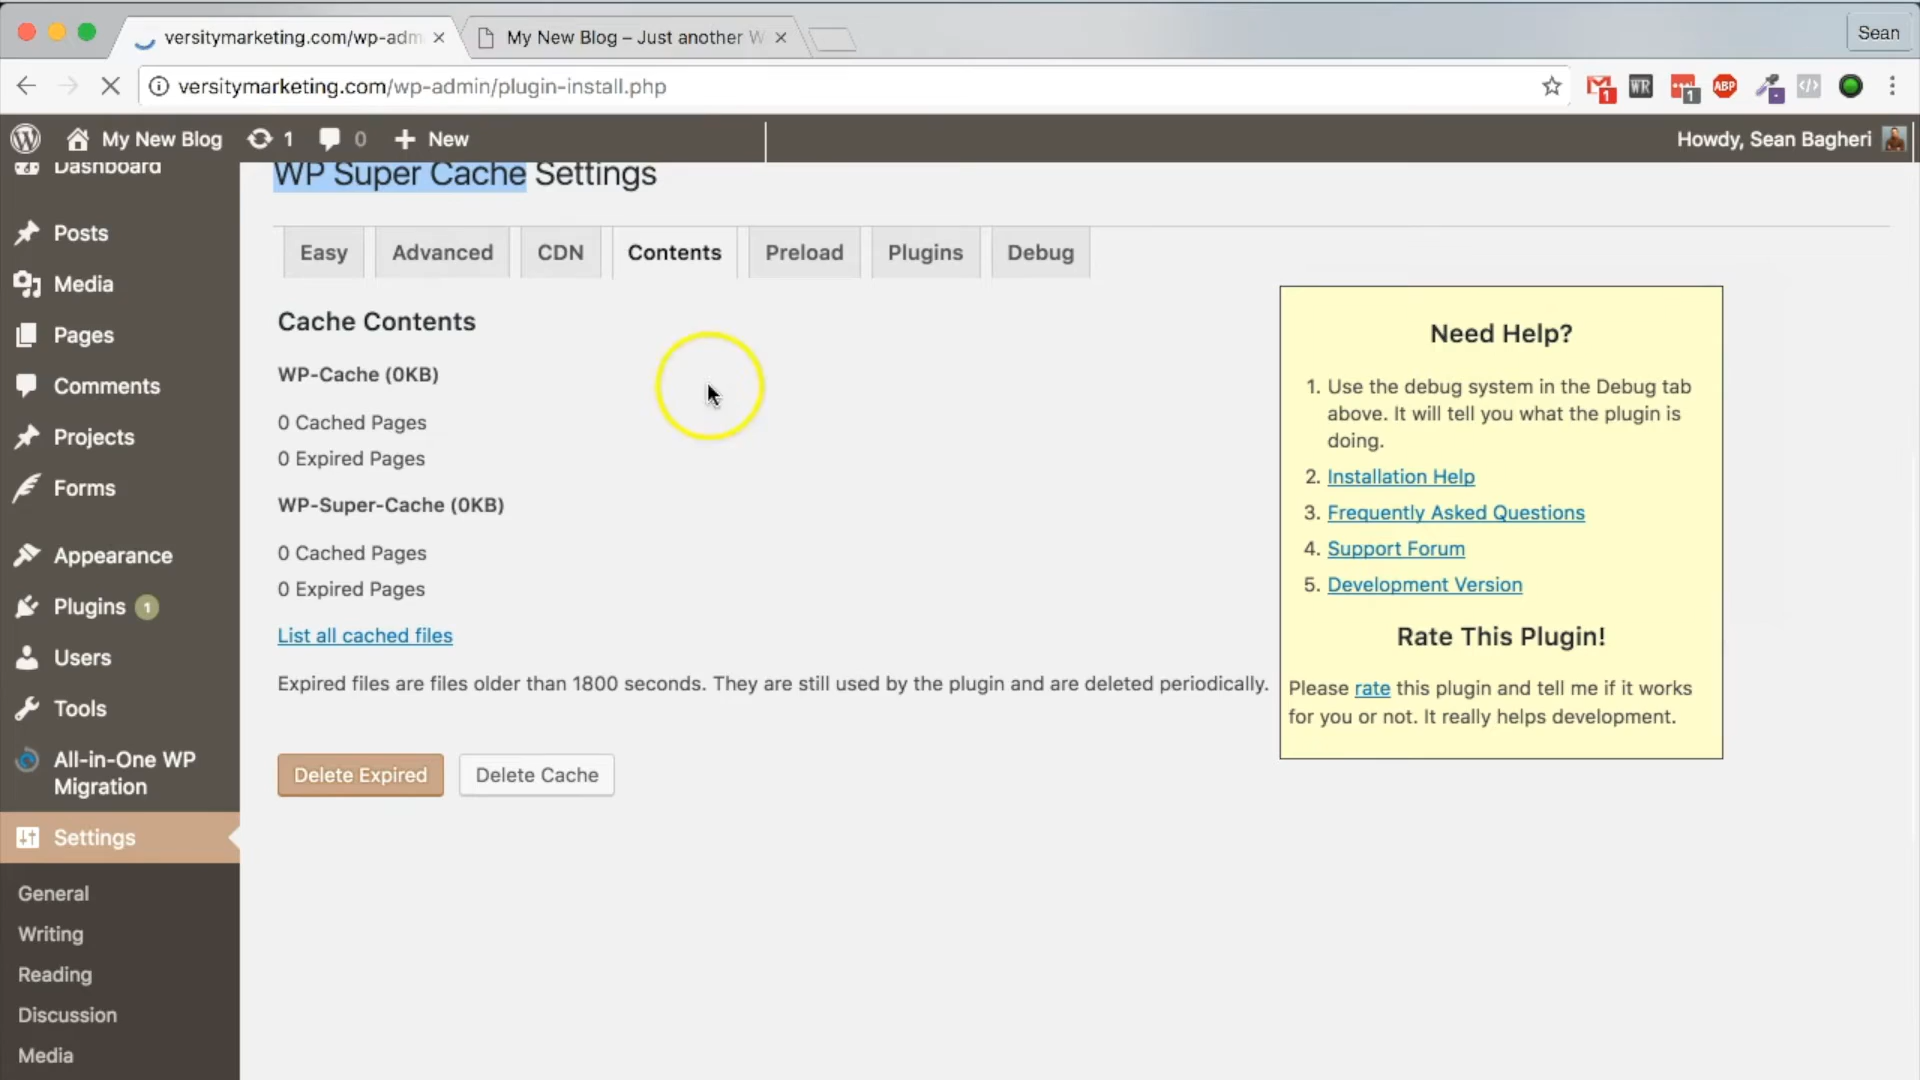 versitymarketing.com/wp-adm
My New Blog – Just another W
Sean
versitymarketing.com/wp-admin/plugin-install.php
1
WR
1
ABP
My New Blog
1
0
New
Howdy, Sean Bagheri
Dashboard
Posts
Media
Pages
Comments
Projects
Forms
Appearance
Plugins 1
Users
Tools
All-in-One WP
Migration
Settings
General
Writing
Reading
Discussion
Media
WP Super Cache Settings
Easy
Advanced
CDN
Contents
Preload
Plugins
Debug
Cache Contents
WP-Cache (0KB)
0 Cached Pages
0 Expired Pages
WP-Super-Cache (0KB)
0 Cached Pages
0 Expired Pages
List all cached files
Expired files are files older than 1800 seconds. They are still used by the plugin and are deleted periodically.
Delete Expired
Delete Cache
Need Help?
1. Use the debug system in the Debug tab
above. It will tell you what the plugin is
doing.
2. Installation Help
3. Frequently Asked Questions
4. Support Forum
5. Development Version
Rate This Plugin!
Please rate this plugin and tell me if it works
for you or not. It really helps development.